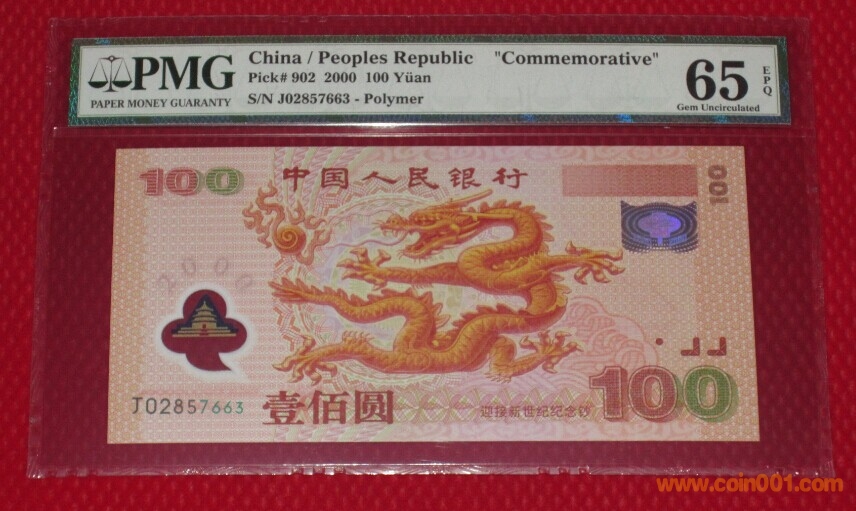 PMG
PAPER MONEY GUARANTY
China / Peoples Republic "Commemorative"
Pick# 902 2000 100 Yüan
S/N J02857663 - Polymer
65
EPQ
Gem Uncirculated
100 中国人民银行
100
2000
J02857663
壹佰圆
迎接新世纪纪念钞
100
www.coin001.com